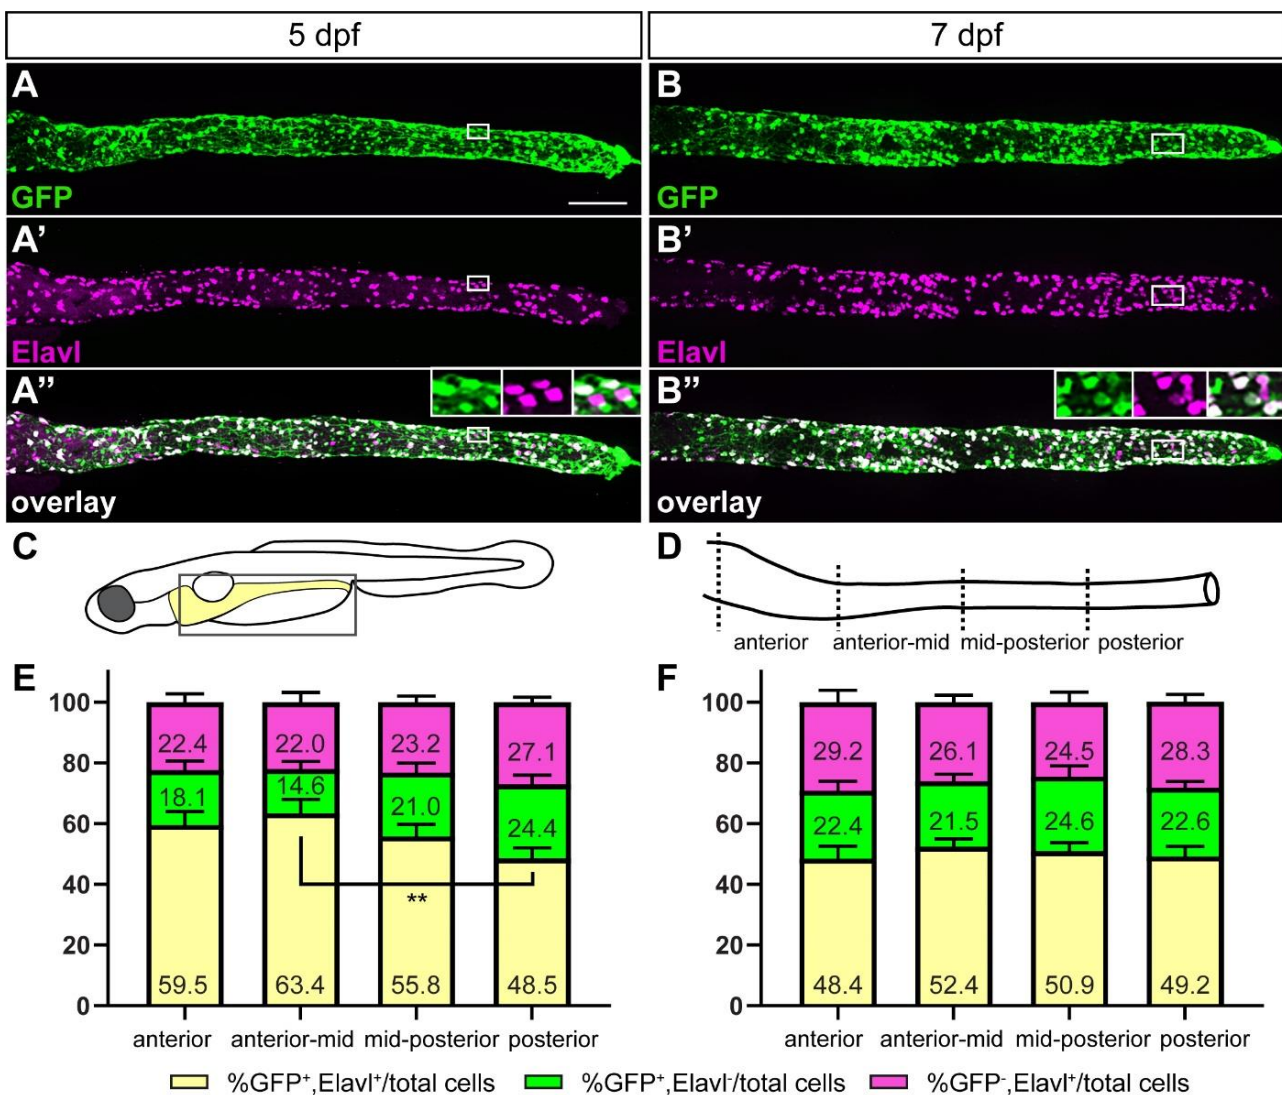 5 dpf
7 dpf
A
GFP
B
GFP
A’
Elavl
B’
Elavl
A”
overlay
B”
overlay
C
D
anterior
anterior-mid
mid-posterior
posterior
E
100
80
60
40
20
0
22.4
22.0
23.2
27.1
18.1
14.6
21.0
24.4
**
59.5
63.4
55.8
48.5
anterior
anterior-mid
mid-posterior
posterior
F
100
80
60
40
20
0
29.2
26.1
24.5
28.3
22.4
21.5
24.6
22.6
48.4
52.4
50.9
49.2
anterior
anterior-mid
mid-posterior
posterior
%GFP⁺,Elavl⁺/total cells
%GFP⁺,Elavl⁻/total cells
%GFP⁻,Elavl⁺/total cells